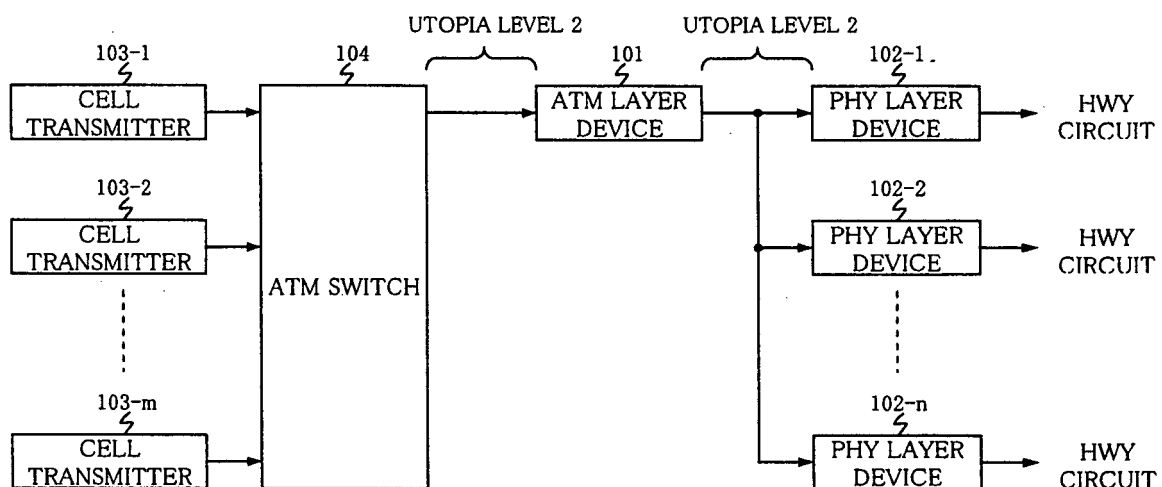 UTOPIA LEVEL 2
UTOPIA LEVEL 2
103-1
104
101
102-1
CELL
TRANSMITTER
ATM LAYER
DEVICE
PHY LAYER
DEVICE
HWY
CIRCUIT
103-2
102-2
CELL
TRANSMITTER
PHY LAYER
DEVICE
HWY
CIRCUIT
ATM SWITCH
103-m
102-n
CELL
TRANSMITTER
PHY LAYER
DEVICE
HWY
CIRCUIT